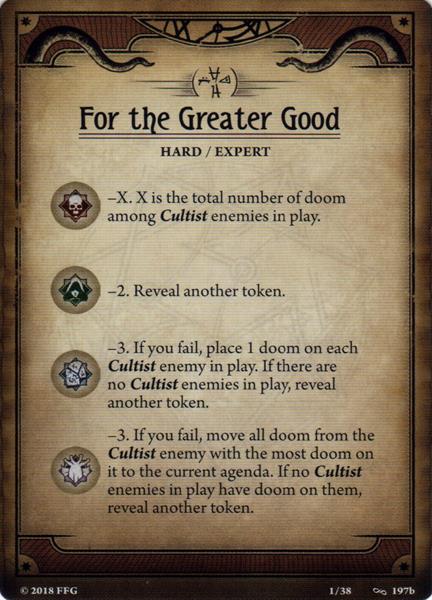 For the Greater Good
HARD / EXPERT
–X. X is the total number of doom
among Cultist enemies in play.
–2. Reveal another token.
–3. If you fail, place 1 doom on each
Cultist enemy in play. If there are
no Cultist enemies in play, reveal
another token.
–3. If you fail, move all doom from the
Cultist enemy with the most doom on
it to the current agenda. If no Cultist
enemies in play have doom on them,
reveal another token.
© 2018 FFG 1/38 197b